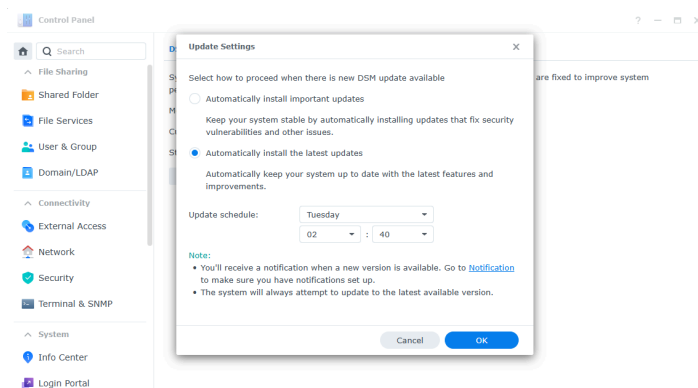 Control Panel
Search
File Sharing
Shared Folder
File Services
User & Group
Domain/LDAP
Connectivity
External Access
Network
Security
Terminal & SNMP
System
Info Center
Login Portal
are fixed to improve system
Update Settings
Select how to proceed when there is new DSM update available
Automatically install important updates
Keep your system stable by automatically installing updates that fix security
vulnerabilities and other issues.
Automatically install the latest updates
Automatically keep your system up to date with the latest features and
improvements.
Update schedule:
Tuesday
02 : 40
Note:
• You'll receive a notification when a new version is available. Go to Notification
to make sure you have notifications set up.
• The system will always attempt to update to the latest available version.
Cancel
OK